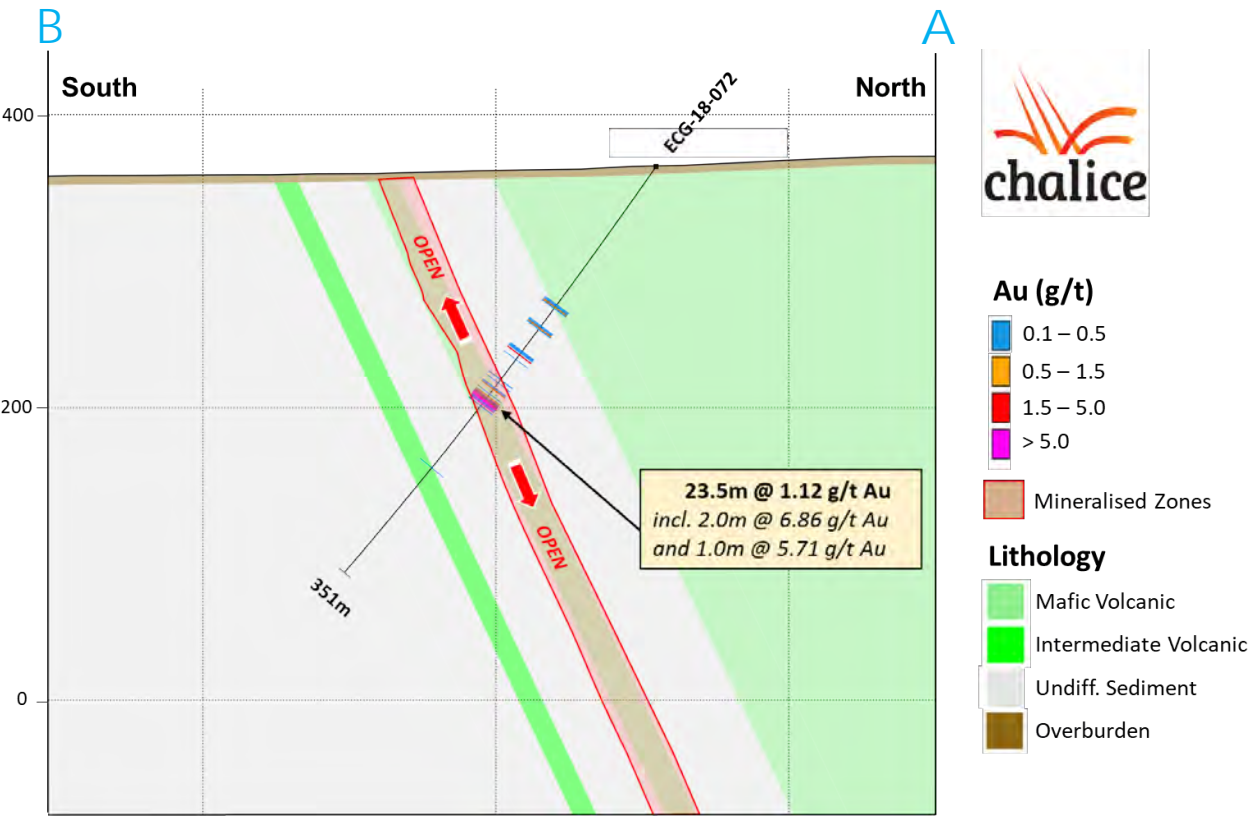 B
A
South
North
ECG-18-072
400
200
0
OPEN
OPEN
23.5m @ 1.12 g/t Au
incl. 2.0m @ 6.86 g/t Au
and 1.0m @ 5.71 g/t Au
351m
chalice
Au (g/t)
0.1 – 0.5
0.5 – 1.5
1.5 – 5.0
> 5.0
Mineralised Zones
Lithology
Mafic Volcanic
Intermediate Volcanic
Undiff. Sediment
Overburden